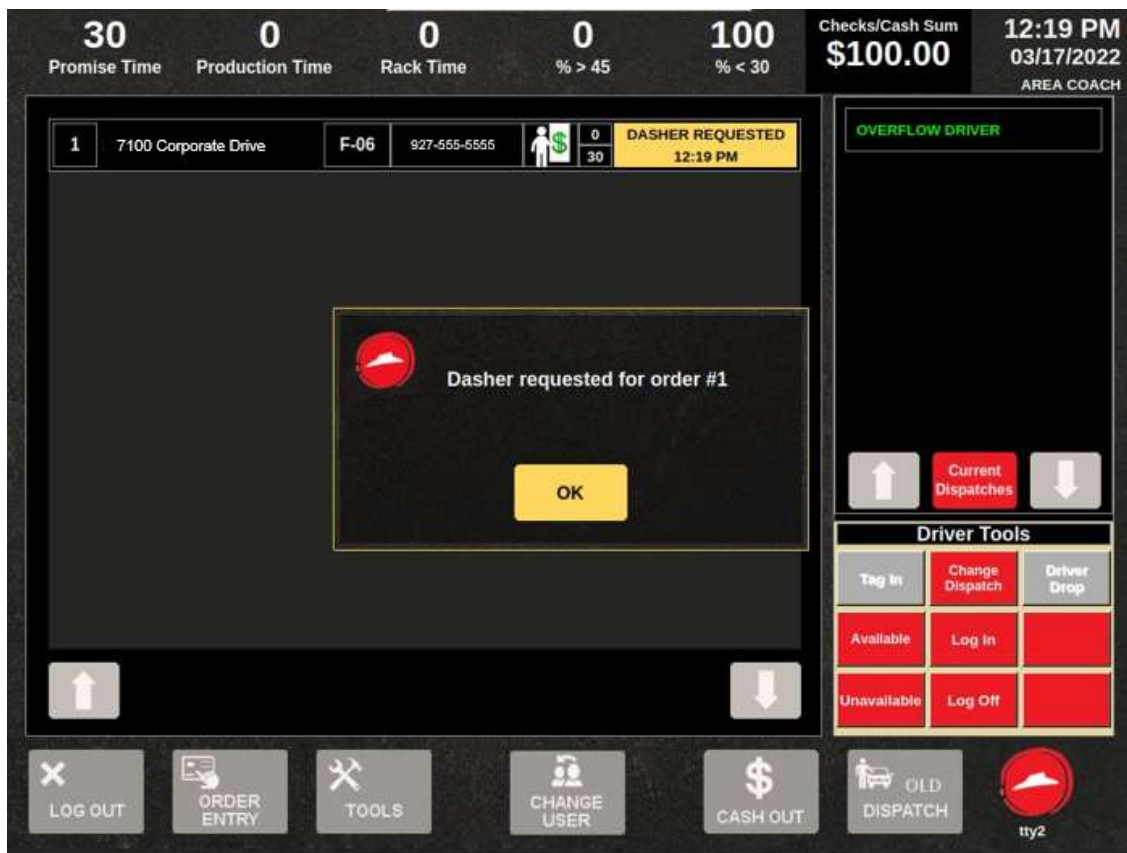 30 0 0 0 100 Checks/Cash Sum 12:19 PM
Promise Time Production Time Rack Time % > 45 % < 30 $100.00 03/17/2022
AREA COACH
1 7100 Corporate Drive F-06 927-555-5555 $ 0 DASHER REQUESTED
30 12:19 PM
OVERFLOW DRIVER
Dasher requested for order #1
OK
Current
Dispatches
Driver Tools
Tag In
Change
Dispatch
Driver
Drop
Available
Log In
Unavailable
Log Off
LOG OUT
ORDER
ENTRY
TOOLS
CHANGE
USER
$
CASH OUT
OLD
DISPATCH
tty2